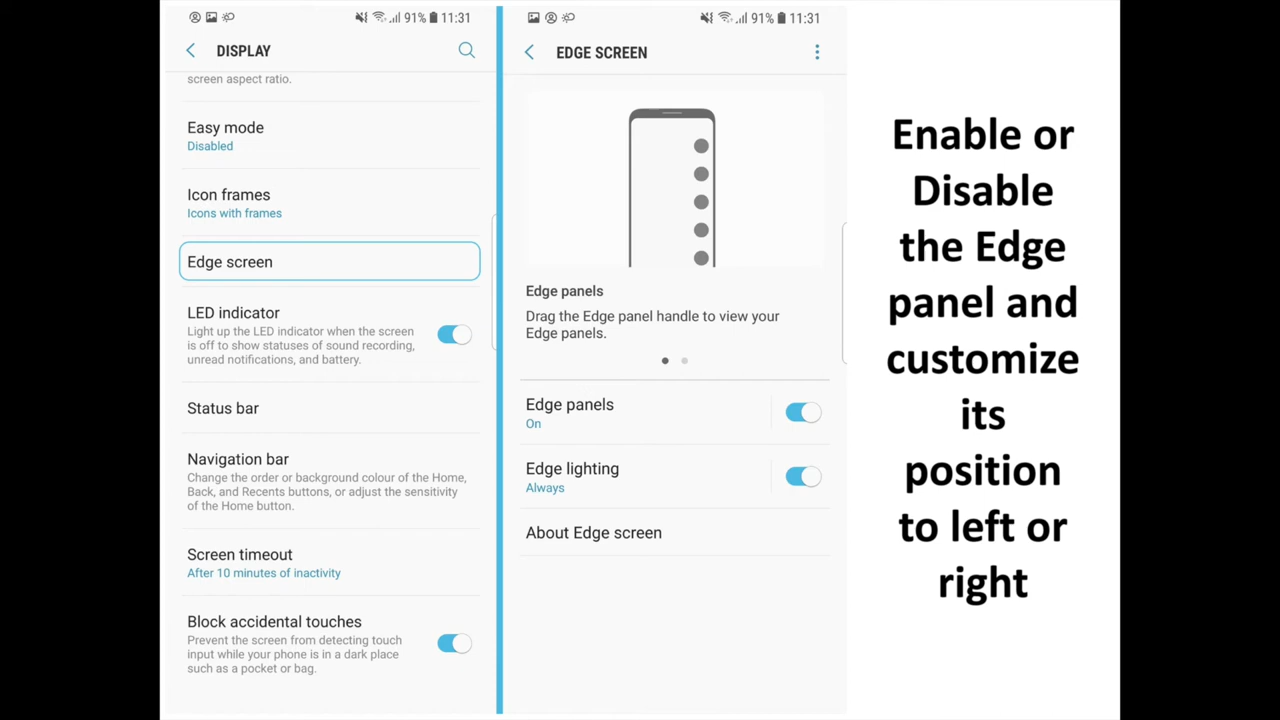 91% 11:31
DISPLAY
screen aspect ratio.
Easy mode
Disabled
Icon frames
Icons with frames
Edge screen
LED indicator
Light up the LED indicator when the screen
is off to show statuses of sound recording,
unread notifications, and battery.
Status bar
Navigation bar
Change the order or background colour of the Home,
Back, and Recents buttons, or adjust the sensitivity
of the Home button.
Screen timeout
After 10 minutes of inactivity
Block accidental touches
Prevent the screen from detecting touch
input while your phone is in a dark place
such as a pocket or bag.
91% 11:31
EDGE SCREEN
Edge panels
Drag the Edge panel handle to view your
Edge panels.
Edge panels
On
Edge lighting
Always
About Edge screen
Enable or
Disable
the Edge
panel and
customize
its
position
to left or
right